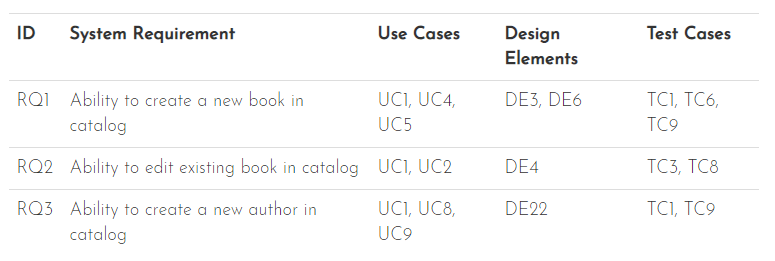 ID System Requirement Use Cases Design Elements Test Cases
RQ1 Ability to create a new book in catalog UC1, UC4, UC5 DE3, DE6 TC1, TC6, TC9
RQ2 Ability to edit existing book in catalog UC1, UC2 DE4 TC3, TC8
RQ3 Ability to create a new author in catalog UC1, UC8, UC9 DE22 TC1, TC9